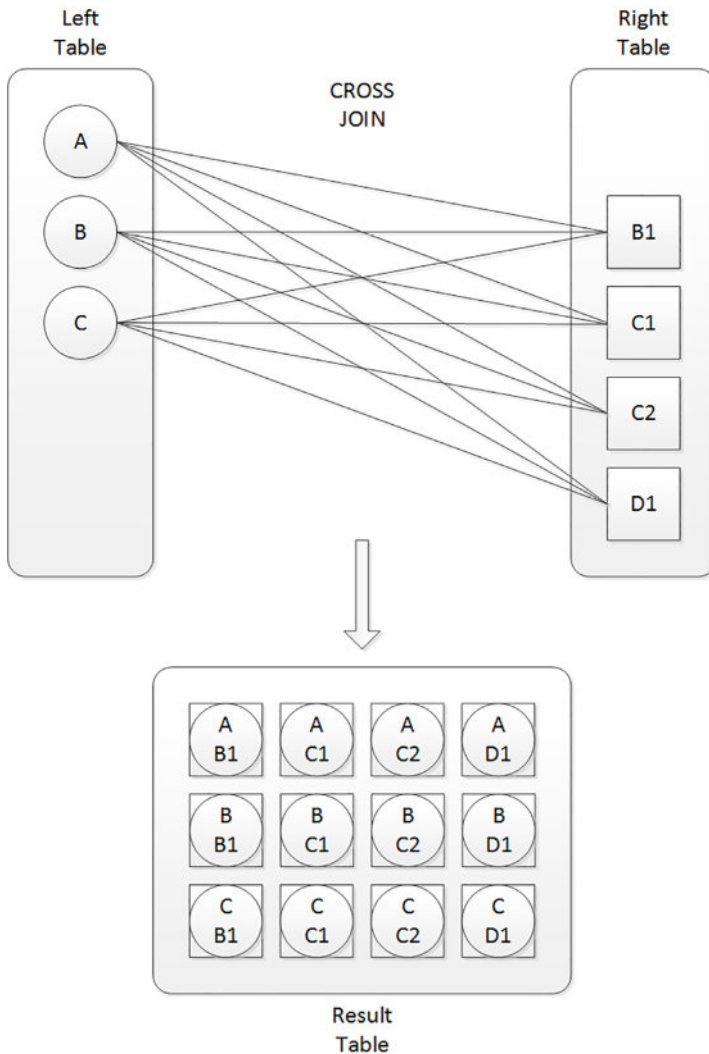 Left
Table
Right
Table
CROSS
JOIN
A
B
C
B1
C1
C2
D1
A A A A
B1 C1 C2 D1
B B B B
B1 C1 C2 D1
C C C C
B1 C1 C2 D1
Result
Table